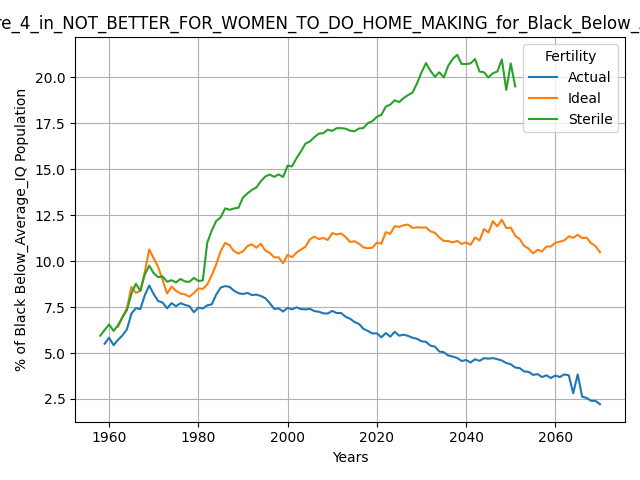 re_4_in_NOT_BETTER_FOR_WOMEN_TO_DO_HOME_MAKING_for_Black_Below_
Fertility
Actual
Ideal
Sterile
% of Black Below_Average_IQ Population
20.0
17.5
15.0
12.5
10.0
7.5
5.0
2.5
1960 1980 2000 2020 2040 2060
Years